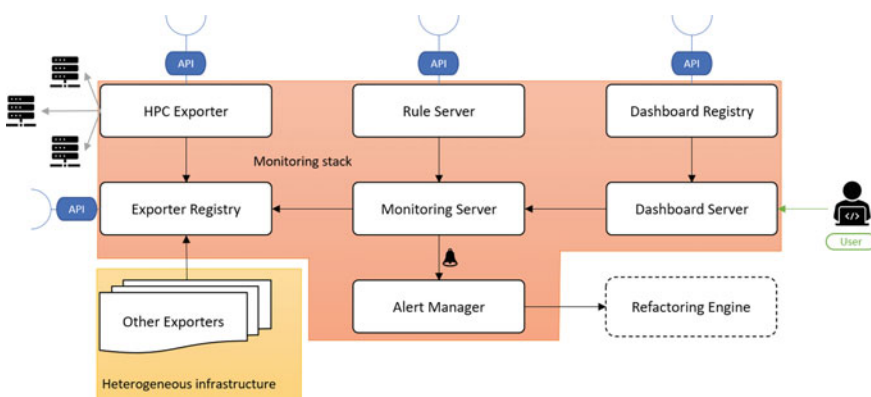 API
API
API
HPC Exporter
Rule Server
Dashboard Registry
Monitoring stack
API
Exporter Registry
Monitoring Server
Dashboard Server
User
Other Exporters
Alert Manager
Refactoring Engine
Heterogeneous infrastructure